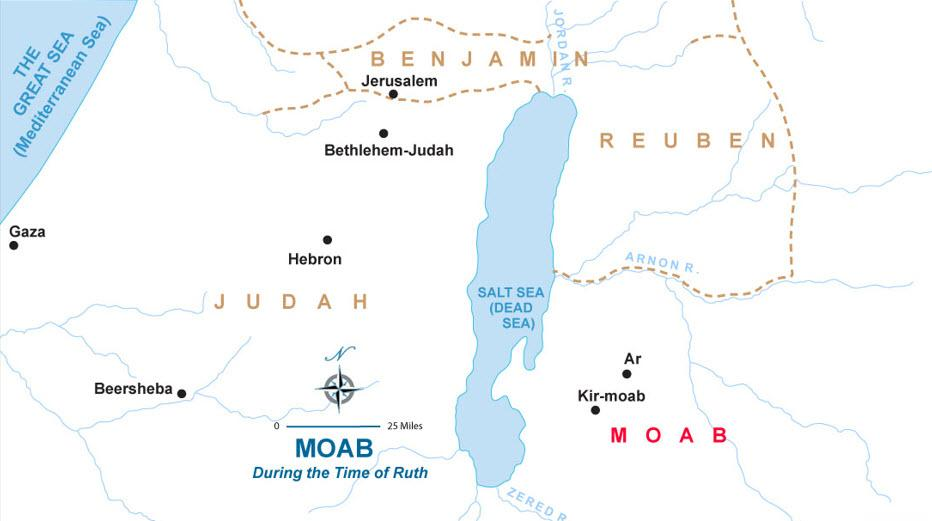 THE
GREAT SEA
(Mediterranean Sea)
JORDAN R.
BENJAMIN
Jerusalem
Bethlehem-Judah
REUBEN
Gaza
Hebron
ARNON R.
JUDAH
SALT SEA
(DEAD
SEA)
N
Ar
Beersheba
Kir-moab
0 25 Miles
MOAB
MOAB
During the Time of Ruth
ZERED R.